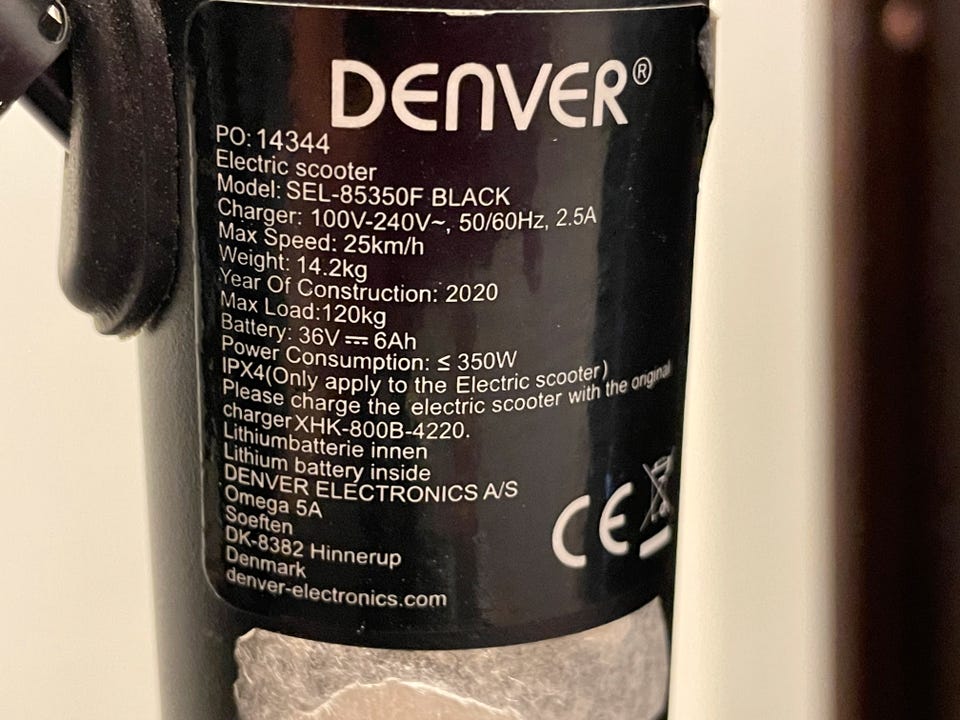 DENVER®
PO: 14344
Electric scooter
Model: SEL-85350F BLACK
Charger: 100V-240V~, 50/60Hz, 2.5A
Max Speed: 25km/h
Weight: 14.2kg
Year Of Construction: 2020
Max Load:120kg
Battery: 36V ⎓ 6Ah
Power Consumption: ≤ 350W
IPX4(Only apply to the Electric scooter)
Please charge the electric scooter with the original
charger XHK-800B-4220.
Lithiumbatterie innen
Lithium battery inside
DENVER ELECTRONICS A/S
Omega 5A
Soeften
DK-8382 Hinnerup
Denmark
denver-electronics.com
CE